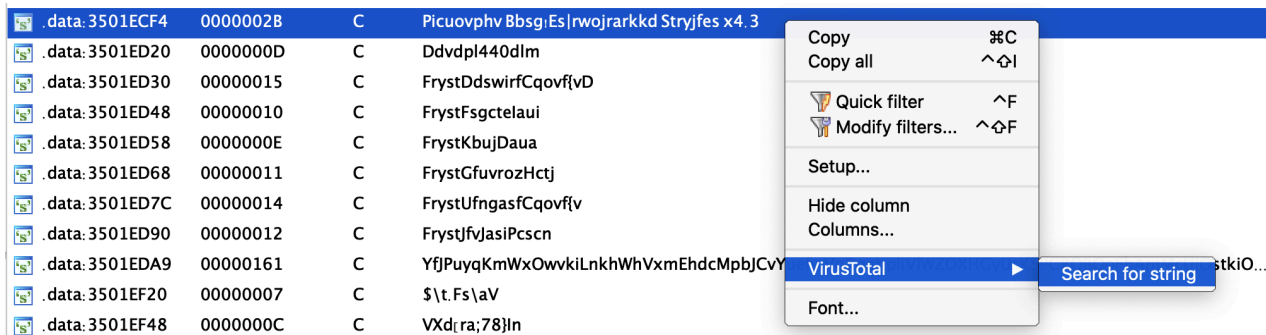 .data:3501ECF4 0000002B C Picuovphv Bbsg¦Es|rwojrarkkd Stryjfes x4.3
.data:3501ED20 0000000D C Ddvdpl440dlm
.data:3501ED30 00000015 C FrystDdswirfCqovf{vD
.data:3501ED48 00000010 C FrystFsgctelaui
.data:3501ED58 0000000E C FrystKbujDaua
.data:3501ED68 00000011 C FrystGfuvrozHctj
.data:3501ED7C 00000014 C FrystUfngasfCqovf{v
.data:3501ED90 00000012 C FrystJfvJasiPcscn
.data:3501EDA9 00000161 C YfJPuyqKmWxOwvkiLnkhWhVxmEhdcMpbJCvY stkiO...
.data:3501EF20 00000007 C $\t.Fs\aV
.data:3501EF48 0000000C C VXd[ra;78}ln
Copy ⌘C
Copy all ^⇧I
Quick filter ^F
Modify filters... ^⇧F
Setup...
Hide column
Columns...
VirusTotal ▶
Search for string
Font...